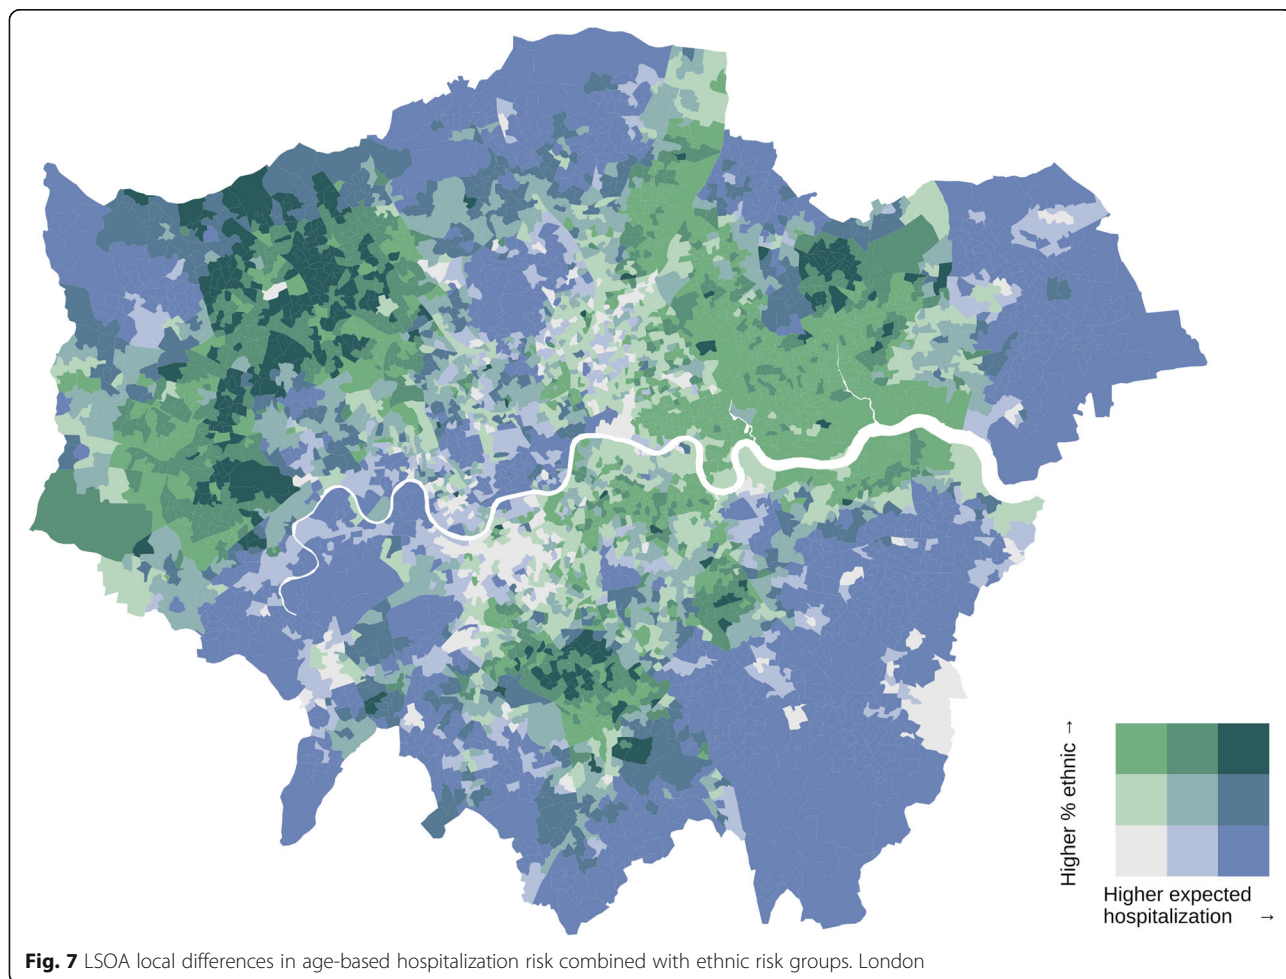 Higher % ethnic →
Higher expected
hospitalization →
Fig. 7 LSOA local differences in age-based hospitalization risk combined with ethnic risk groups. London